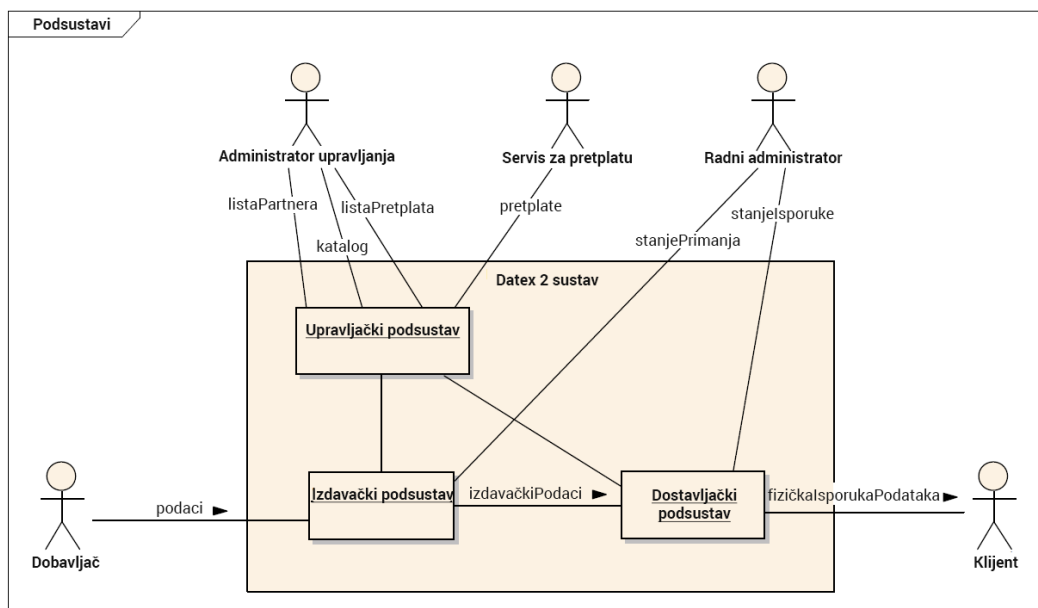 Podsustavi
Administrator upravljanja
Servis za pretplatu
Radni administrator
listaPartnera
listaPretplata
pretplate
stanjeIsporuke
katalog
stanjePrimanja
Datex 2 sustav
Upravljački podsustav
Izdavački podsustav
izdavačkiPodaci
Dostavljački
podsustav
fizičkaIsporukaPodataka
podaci
Dobavljač
Klijent